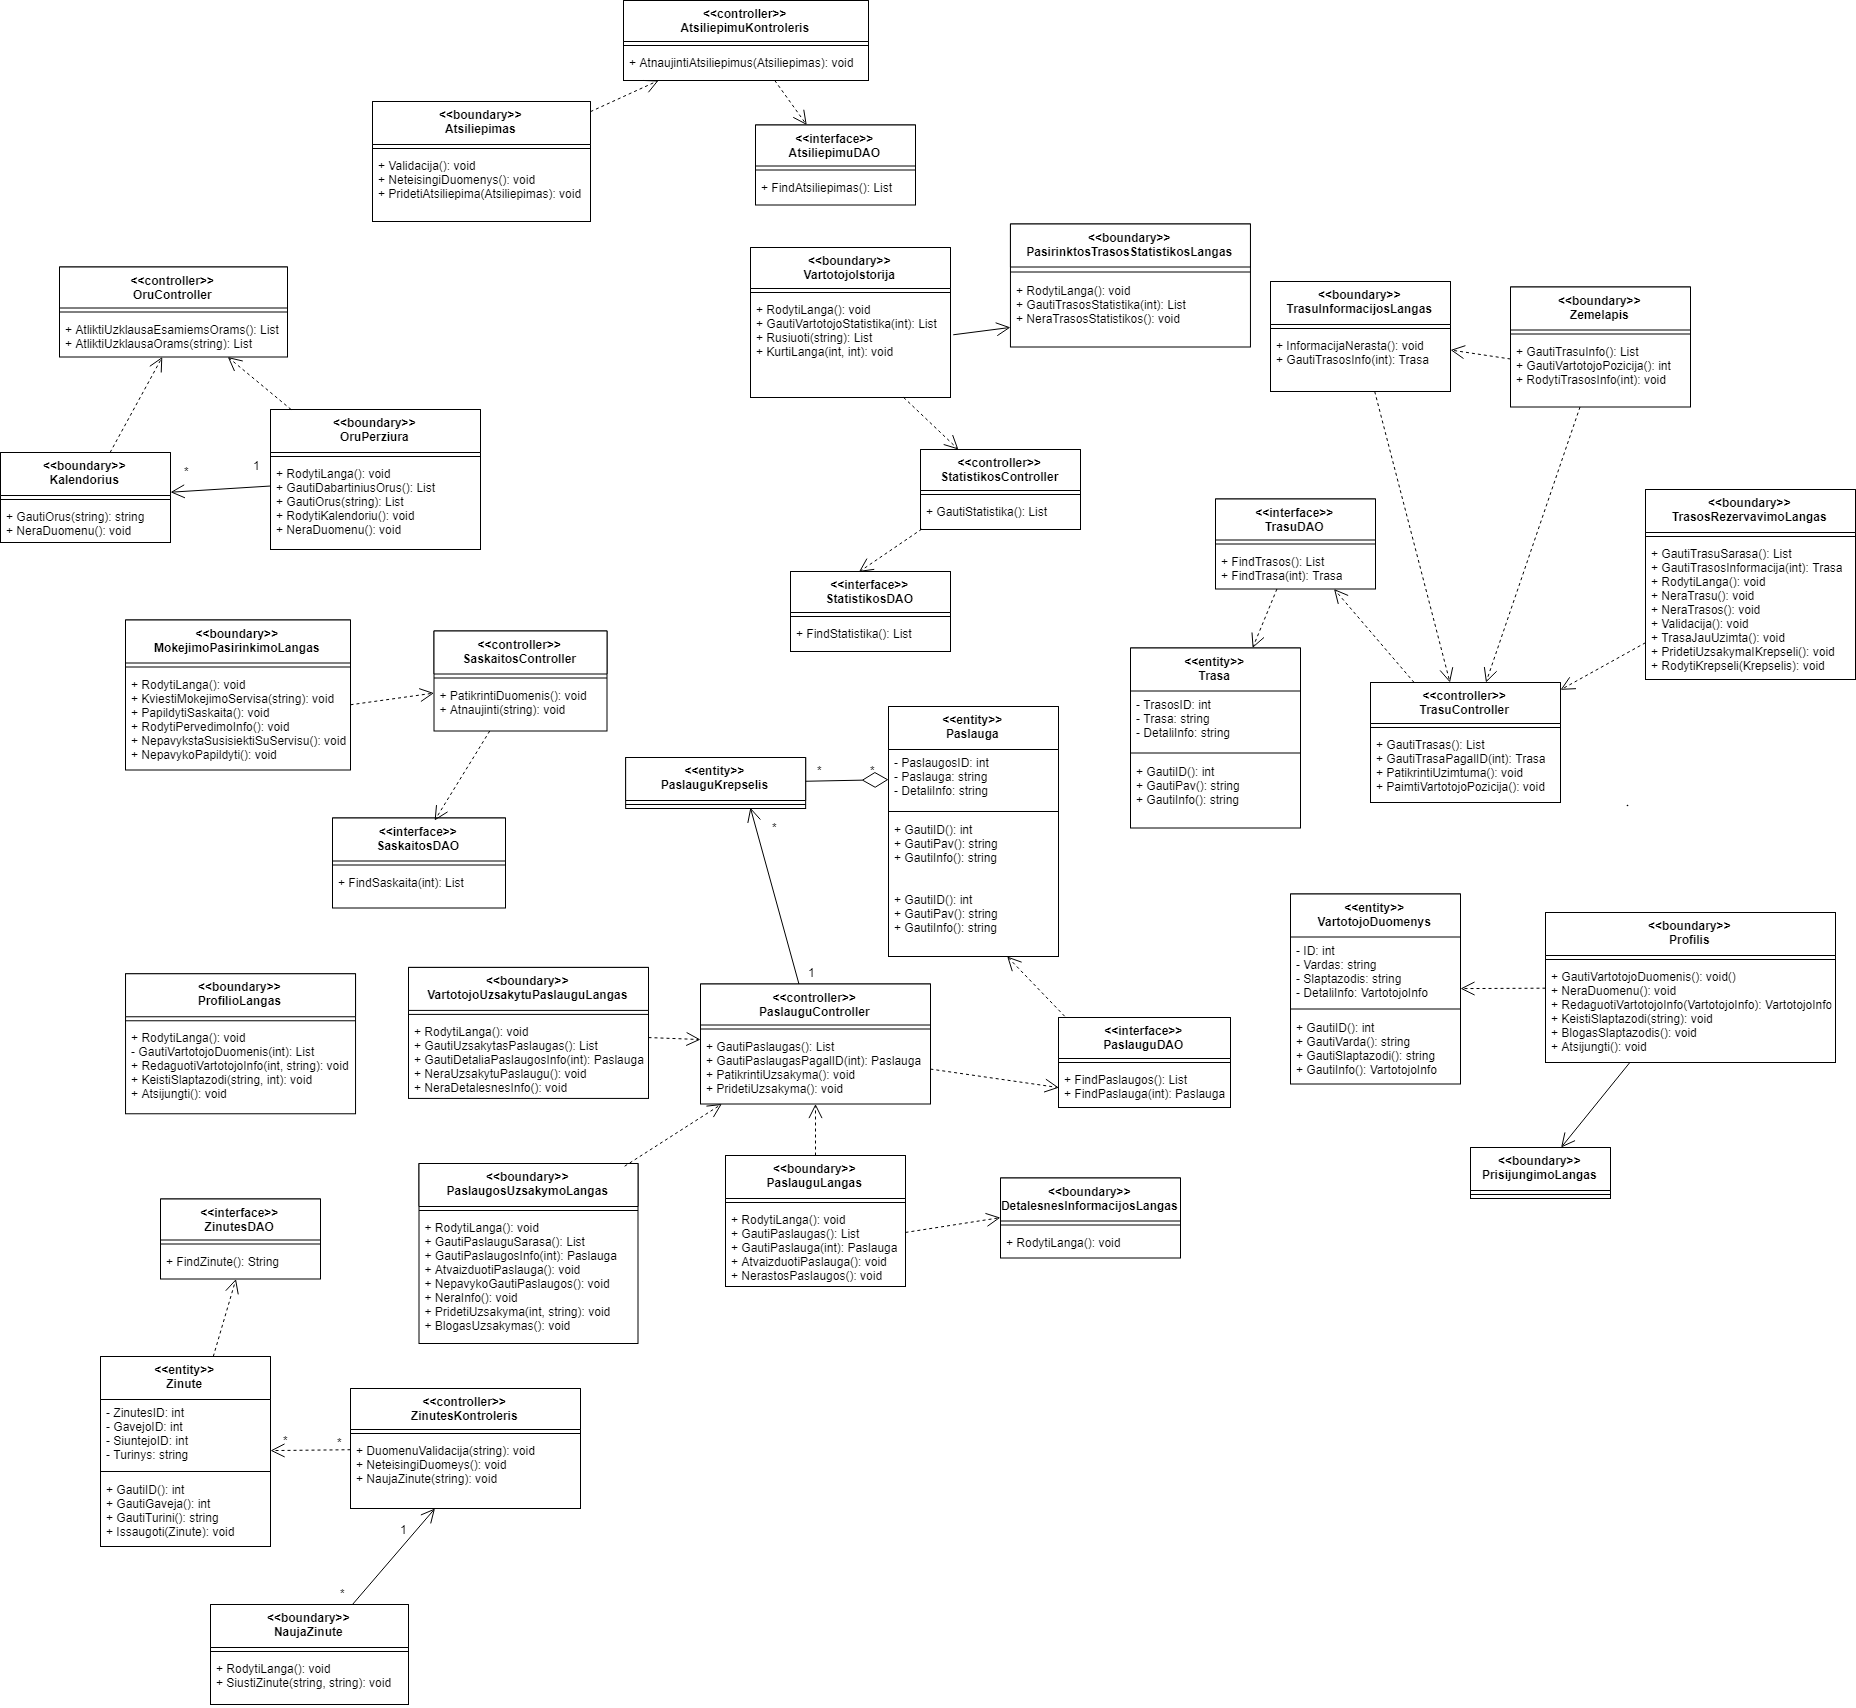 <<controller>>
AtsiliepimuKontroleris
+ AtnaujintiAtsiliepimus(Atsiliepimas): void
<<boundary>>
Atsiliepimas
+ Validacija(): void
+ NeteisingiDuomenys(): void
+ PridetiAtsiliepima(Atsiliepimas): void
<<interface>>
AtsiliepimuDAO
+ FindAtsiliepimas(): List
<<controller>>
OruController
+ AtliktiUzklausaEsamiemsOrams(): List
+ AtliktiUzklausaOrams(string): List
<<boundary>>
VartotojoIstorija
+ RodytiLanga(): void
+ GautiVartotojoStatistika(int): List
+ Rusiuoti(string): List
+ KurtiLanga(int, int): void
<<boundary>>
PasirinktosTrasosStatistikosLangas
+ RodytiLanga(): void
+ GautiTrasosStatistika(int): List
+ NeraTrasosStatistikos(): void
<<boundary>>
TrasuInformacijosLangas
+ InformacijaNerasta(): void
+ GautiTrasosInfo(int): Trasa
<<boundary>>
Zemelapis
+ GautiTrasuInfo(): List
+ GautiVartotojoPozicija(): int
+ RodytiTrasosInfo(int): void
<<boundary>>
Kalendorius
+ GautiOrus(string): string
+ NeraDuomenu(): void
*
1
<<boundary>>
OruPerziura
+ RodytiLanga(): void
+ GautiDabartiniusOrus(): List
+ GautiOrus(string): List
+ RodytiKalendoriu(): void
+ NeraDuomenu(): void
<<controller>>
StatistikosController
+ GautiStatistika(): List
<<interface>>
StatistikosDAO
+ FindStatistika(): List
<<interface>>
TrasuDAO
+ FindTrasos(): List
+ FindTrasa(int): Trasa
<<boundary>>
TrasosRezervavimoLangas
+ GautiTrasuSarasa(): List
+ GautiTrasosInformacija(int): Trasa
+ RodytiLanga(): void
+ NeraTrasu(): void
+ NeraTrasos(): void
+ Validacija(): void
+ TrasaJauUzimta(): void
+ PridetiUzsakymaIKrepseli(): void
+ RodytiKrepseli(Krepselis): void
<<boundary>>
MokejimoPasirinkimoLangas
+ RodytiLanga(): void
+ KviestiMokejimoServisa(string): void
+ PapildytiSaskaita(): void
+ RodytiPervedimoInfo(): void
+ NepavykstaSusisiektiSuServisu(): void
+ NepavykoPapildyti(): void
<<controller>>
SaskaitosController
+ PatikrintiDuomenis(): void
+ Atnaujinti(string): void
<<interface>>
SaskaitosDAO
+ FindSaskaita(int): List
<<entity>>
Trasa
- TrasosID: int
- Trasa: string
- DetaliInfo: string
+ GautiID(): int
+ GautiPav(): string
+ GautiInfo(): string
<<controller>>
TrasuController
+ GautiTrasas(): List
+ GautiTrasaPagalID(int): Trasa
+ PatikrintiUzimtuma(): void
+ PaimtiVartotojoPozicija(): void
.
<<entity>>
PaslauguKrepselis
*
*
<<entity>>
Paslauga
- PaslaugosID: int
- Paslauga: string
- DetaliInfo: string
+ GautiID(): int
+ GautiPav(): string
+ GautiInfo(): string
+ GautiID(): int
+ GautiPav(): string
+ GautiInfo(): string
*
1
<<entity>>
VartotojoDuomenys
- ID: int
- Vardas: string
- Slaptazodis: string
- DetaliInfo: VartotojoInfo
+ GautiID(): int
+ GautiVarda(): string
+ GautiSlaptazodi(): string
+ GautiInfo(): VartotojoInfo
<<boundary>>
Profilis
+ GautiVartotojoDuomenis(): void()
+ NeraDuomenu(): void
+ RedaguotiVartotojoInfo(VartotojoInfo): VartotojoInfo
+ KeistiSlaptazodi(string): void
+ BlogasSlaptazodis(): void
+ Atsijungti(): void
<<boundary>>
ProfilioLangas
+ RodytiLanga(): void
- GautiVartotojoDuomenis(int): List
+ RedaguotiVartotojoInfo(int, string): void
+ KeistiSlaptazodi(string, int): void
+ Atsijungti(): void
<<boundary>>
VartotojoUzsakytuPaslauguLangas
+ RodytiLanga(): void
+ GautiUzsakytasPaslaugas(): List
+ GautiDetaliaPaslaugosInfo(int): Paslauga
+ NeraUzsakytuPaslaugu(): void
+ NeraDetalesnesInfo(): void
<<controller>>
PaslauguController
+ GautiPaslaugas(): List
+ GautiPaslaugasPagalID(int): Paslauga
+ PatikrintiUzsakyma(): void
+ PridetiUzsakyma(): void
<<interface>>
PaslauguDAO
+ FindPaslaugos(): List
+ FindPaslauga(int): Paslauga
<<boundary>>
PrisijungimoLangas
<<boundary>>
PaslaugosUzsakymoLangas
+ RodytiLanga(): void
+ GautiPaslauguSarasa(): List
+ GautiPaslaugosInfo(int): Paslauga
+ AtvaizduotiPaslauga(): void
+ NepavykoGautiPaslaugos(): void
+ NeraInfo(): void
+ PridetiUzsakyma(int, string): void
+ BlogasUzsakymas(): void
<<boundary>>
PaslauguLangas
+ RodytiLanga(): void
+ GautiPaslaugas(): List
+ GautiPaslauga(int): Paslauga
+ AtvaizduotiPaslauga(): void
+ NerastosPaslaugos(): void
<<boundary>>
DetalesnesInformacijosLangas
+ RodytiLanga(): void
<<interface>>
ZinutesDAO
+ FindZinute(): String
<<entity>>
Zinute
- ZinutesID: int
- GavejoID: int
- SiuntejoID: int
- Turinys: string
+ GautiID(): int
+ GautiGaveja(): int
+ GautiTurini(): string
+ Issaugoti(Zinute): void
*
*
<<controller>>
ZinutesKontroleris
+ DuomenuValidacija(string): void
+ NeteisingiDuomeys(): void
+ NaujaZinute(string): void
1
*
<<boundary>>
NaujaZinute
+ RodytiLanga(): void
+ SiustiZinute(string, string): void